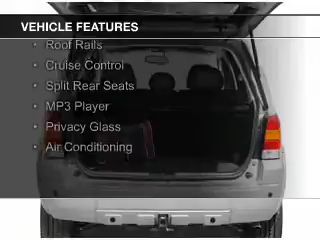 VEHICLE FEATURES
• Roof Rails
• Cruise Control
• Split Rear Seats
• MP3 Player
• Privacy Glass
• Air Conditioning